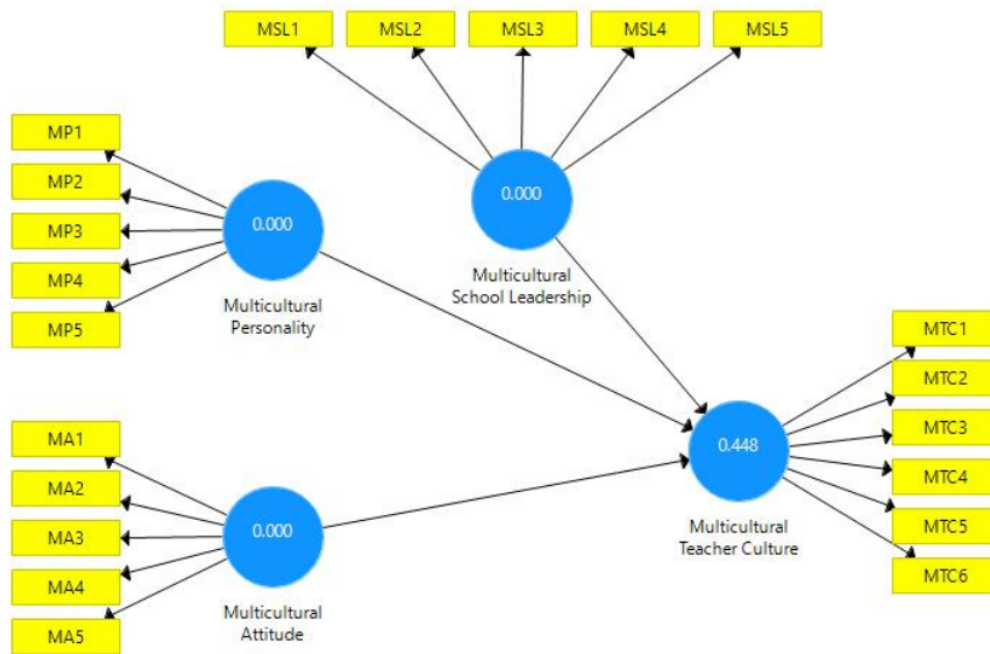 MSL1
MSL2
MSL3
MSL4
MSL5
MP1
MP2
MP3
MP4
MP5
0.000
Multicultural
Personality
0.000
Multicultural
School Leadership
MA1
MA2
MA3
MA4
MA5
0.000
Multicultural
Attitude
0.448
Multicultural
Teacher Culture
MTC1
MTC2
MTC3
MTC4
MTC5
MTC6